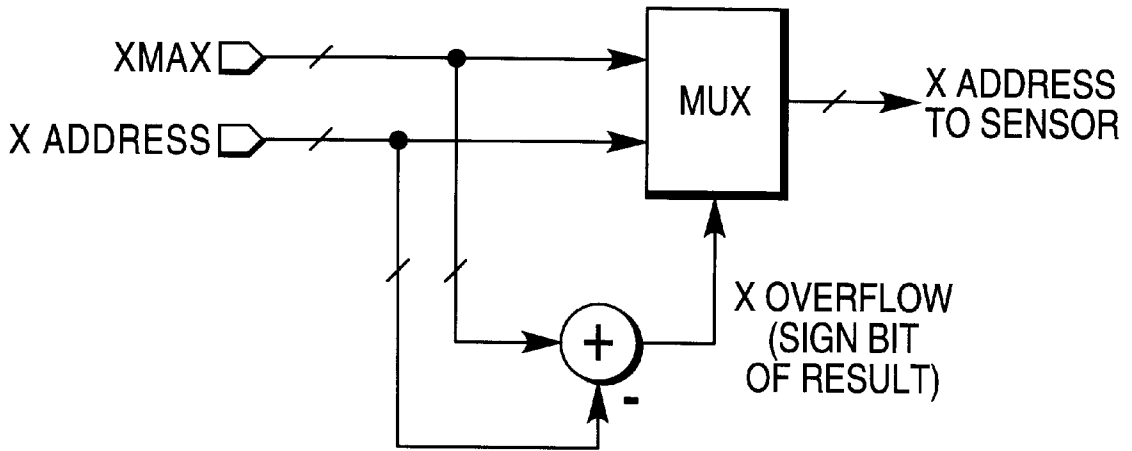 XMAX
X ADDRESS
MUX
X ADDRESS
TO SENSOR
+
-
X OVERFLOW
(SIGN BIT
OF RESULT)